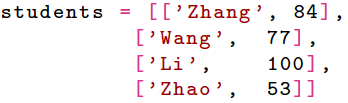 students = [['Zhang', 84],
['Wang', 77],
['Li', 100],
['Zhao', 53]]